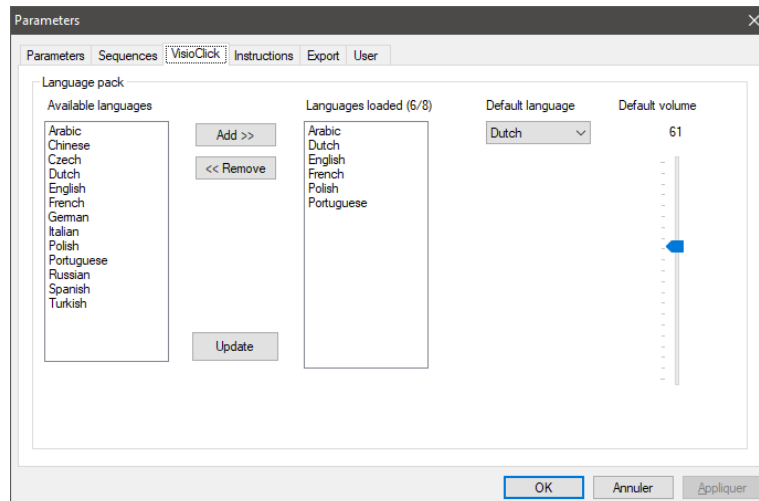 Parameters
Parameters Sequences VisioClick Instructions Export User
Language pack
Available languages
Arabic
Chinese
Czech
Dutch
English
French
German
Italian
Polish
Portuguese
Russian
Spanish
Turkish
Add >>
<< Remove
Update
Languages loaded (6/8)
Arabic
Dutch
English
French
Polish
Portuguese
Default language
Dutch
Default volume
61
OK Annuler Appliquer